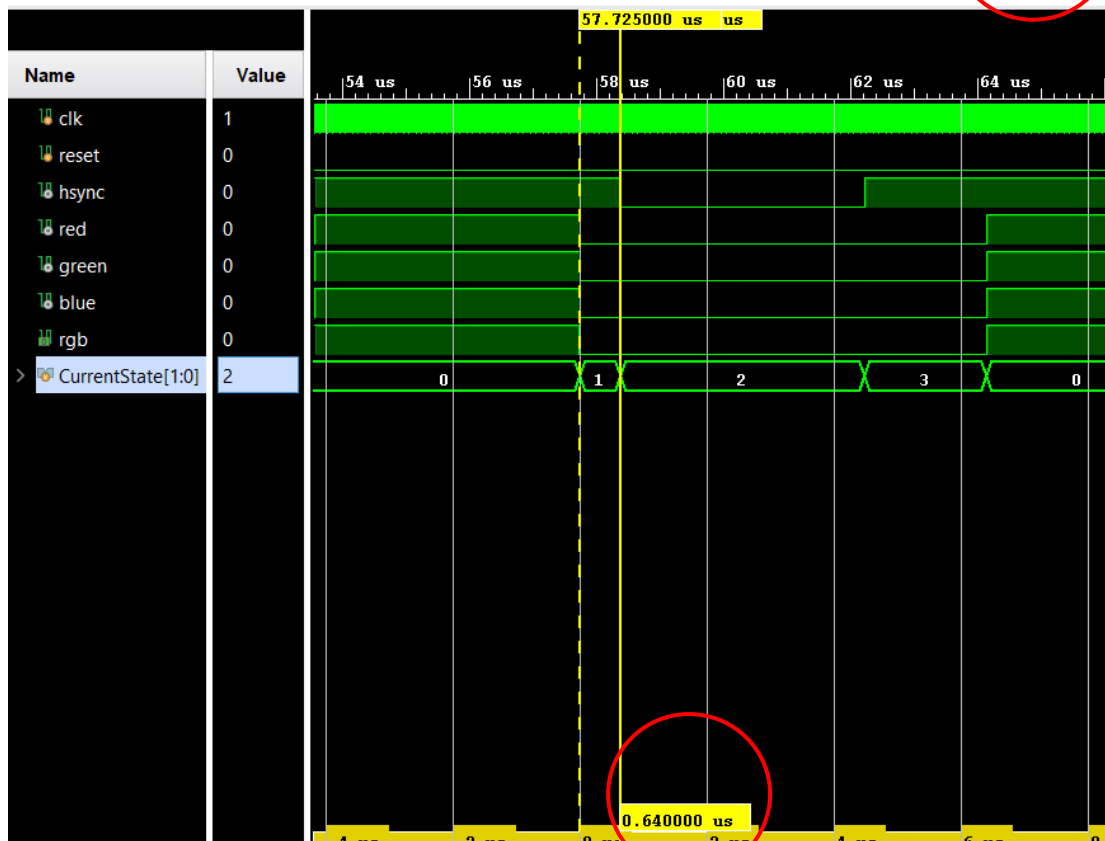 57.725000 us us
Name Value
54 us 56 us 58 us 60 us 62 us 64 us
clk 1
reset 0
hsync 0
red 0
green 0
blue 0
rgb 0
CurrentState[1:0] 2 0 1 2 3 0
0.640000 us